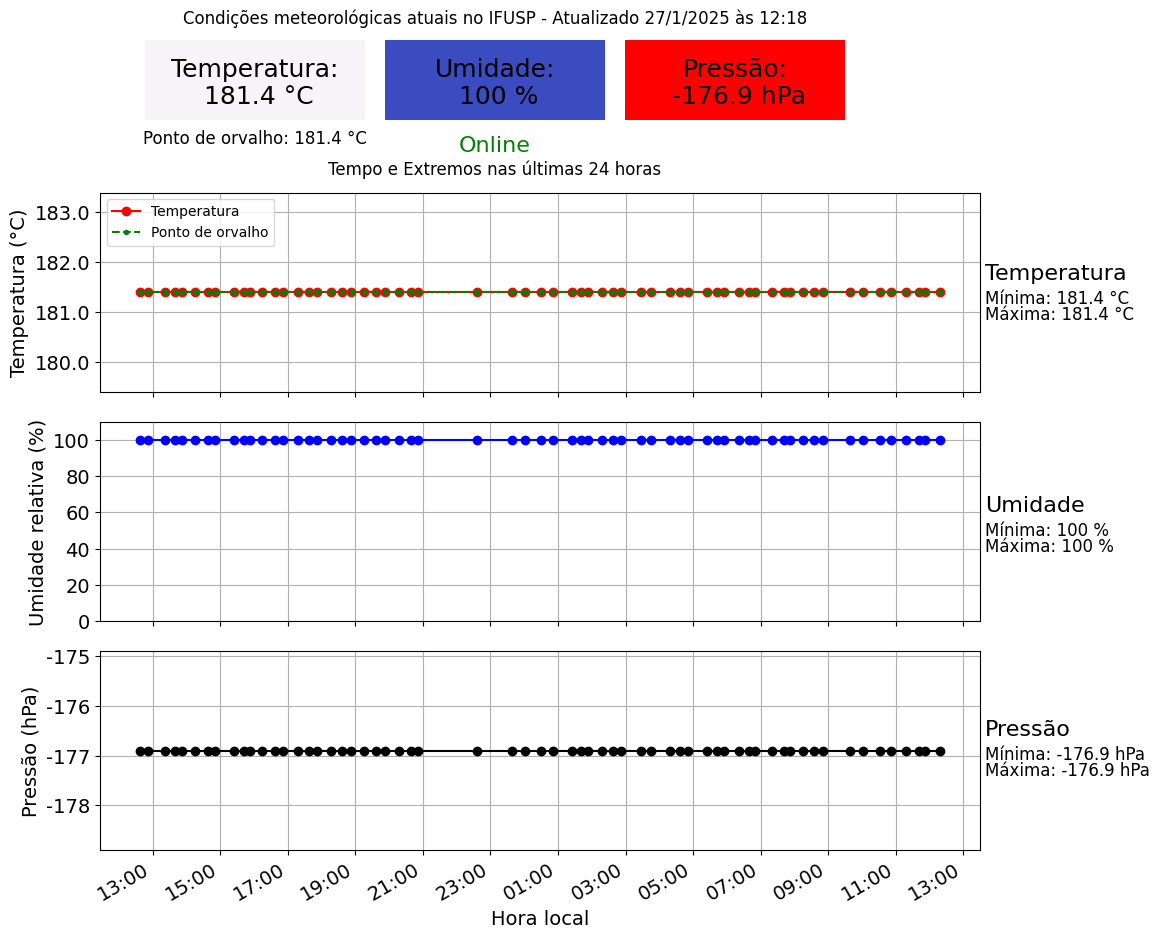 Condições meteorológicas atuais no IFUSP - Atualizado 27/1/2025 às 12:18
Temperatura:
181.4 °C
Umidade:
100 %
Pressão:
-176.9 hPa
Ponto de orvalho: 181.4 °C
Online
Tempo e Extremos nas últimas 24 horas
Temperatura (°C)
183.0
182.0
181.0
180.0
Temperatura
Ponto de orvalho
Temperatura
Mínima: 181.4 °C
Máxima: 181.4 °C
Umidade relativa (%)
100
80
60
40
20
0
Umidade
Mínima: 100 %
Máxima: 100 %
Pressão (hPa)
-175
-176
-177
-178
Pressão
Mínima: -176.9 hPa
Máxima: -176.9 hPa
13:00 15:00 17:00 19:00 21:00 23:00 01:00 03:00 05:00 07:00 09:00 11:00 13:00
Hora local